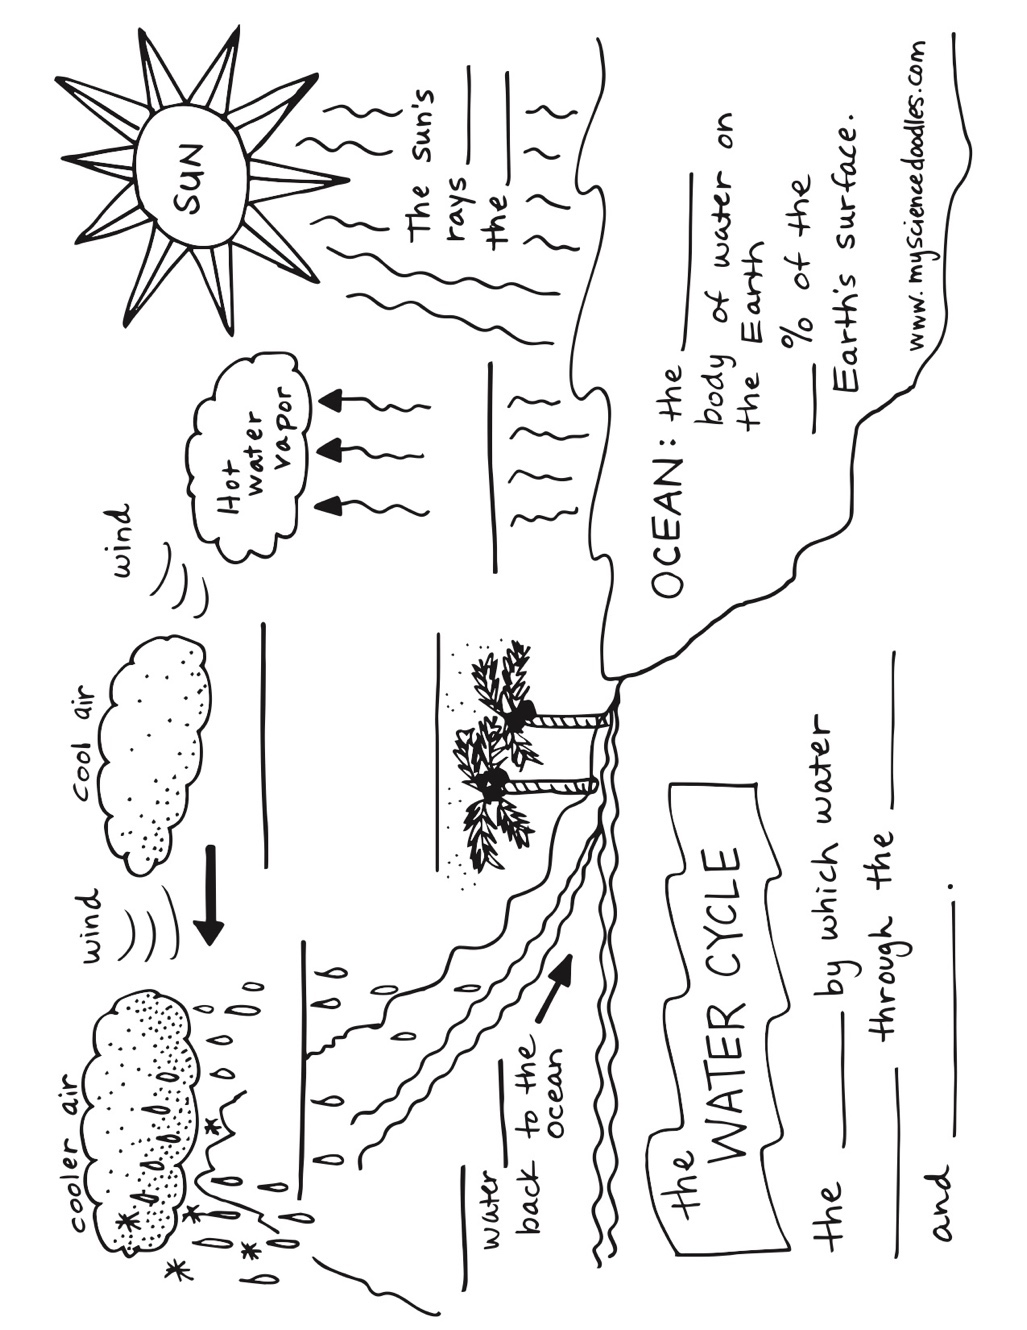 cooler air
wind
cool air
wind
SUN
Hot
water
vapor
The sun's
rays
the
water
back to the
ocean
the
WATER CYCLE
the by which water
through the
and .
OCEAN: the
body of water on
the Earth
% of the
Earth's surface.
www.mysciencedoodles.com